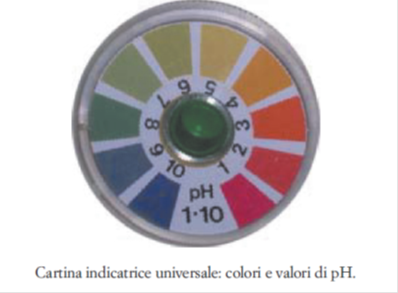 1 2 3 4 5 6 7 8 9 10
pH
1·10
Cartina indicatrice universale: colori e valori di pH.